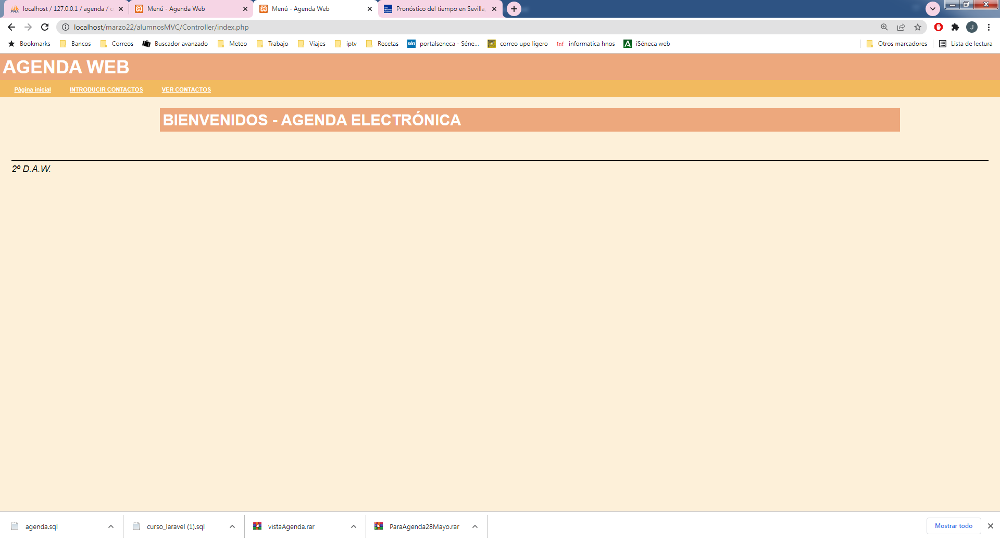 localhost / 127.0.0.1 / agenda / c
Menú - Agenda Web
Menú - Agenda Web
Pronóstico del tiempo en Sevilla,
localhost/marzo22/alumnosMVC/Controller/index.php
J
Bookmarks
Bancos
Correos
Buscador avanzado
Meteo
Trabajo
Viajes
iptv
Recetas
portalseneca - Séne...
correo upo ligero
Inf
informatica hnos
iSéneca web
Otros marcadores
Lista de lectura
AGENDA WEB
Página inicial
INTRODUCIR CONTACTOS
VER CONTACTOS
BIENVENIDOS - AGENDA ELECTRÓNICA
2º D.A.W.
agenda.sql
curso_laravel (1).sql
vistaAgenda.rar
ParaAgenda28Mayo.rar
Mostrar todo